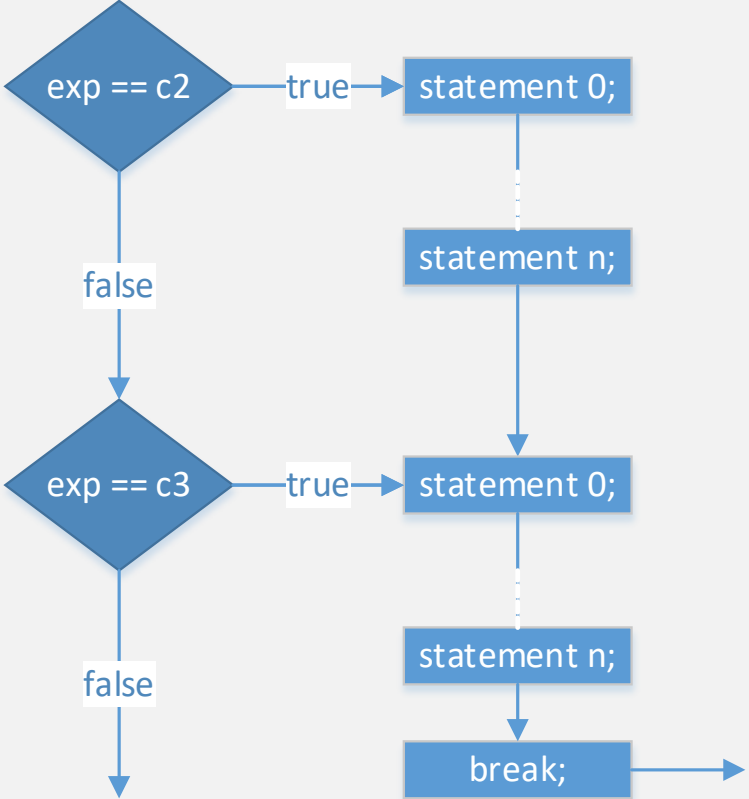 exp == c2
true
statement 0;
statement n;
false
exp == c3
true
statement 0;
statement n;
false
break;